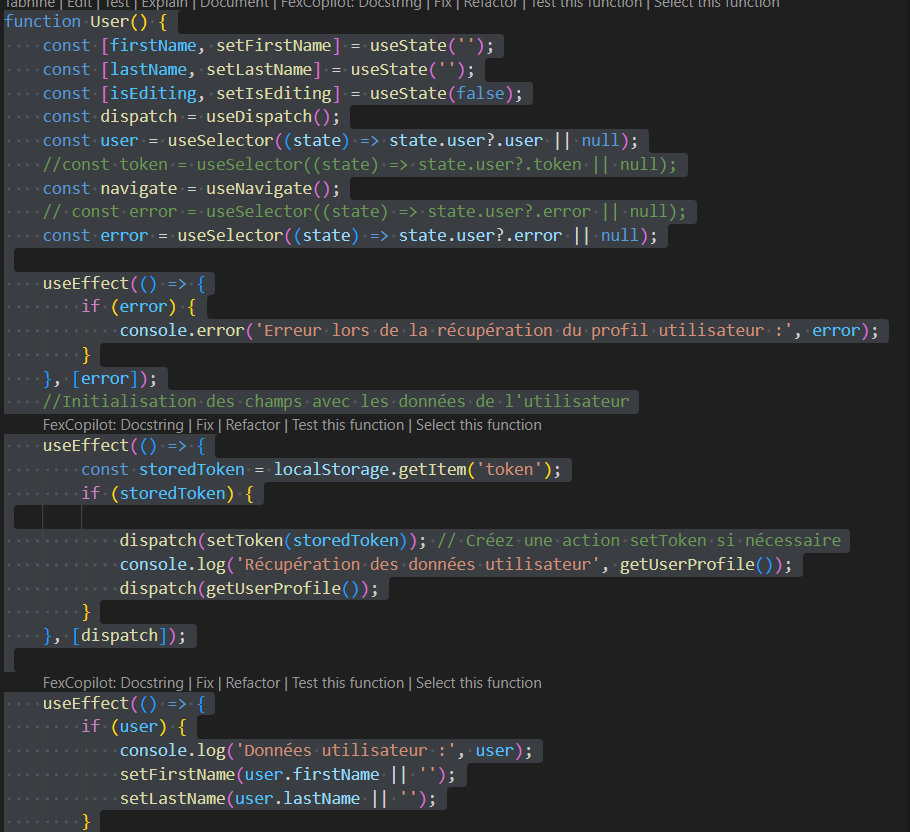 Tabnine | Edit | Test | Explain | Document | FexCopilot: Docstring | Fix | Refactor | Test this function | Select this function
function User() {
    const [firstName, setFirstName] = useState('');
    const [lastName, setLastName] = useState('');
    const [isEditing, setIsEditing] = useState(false);
    const dispatch = useDispatch();
    const user = useSelector((state) => state.user?.user || null);
    //const token = useSelector((state) => state.user?.token || null);
    const navigate = useNavigate();
    // const error = useSelector((state) => state.user?.error || null);
    const error = useSelector((state) => state.user?.error || null);
    useEffect(() => {
        if (error) {
            console.error('Erreur lors de la récupération du profil utilisateur :', error);
        }
    }, [error]);
    //Initialisation des champs avec les données de l'utilisateur
    FexCopilot: Docstring | Fix | Refactor | Test this function | Select this function
    useEffect(() => {
        const storedToken = localStorage.getItem('token');
        if (storedToken) {
            dispatch(setToken(storedToken)); // Créez une action setToken si nécessaire
            console.log('Récupération des données utilisateur', getUserProfile());
            dispatch(getUserProfile());
        }
    }, [dispatch]);
    FexCopilot: Docstring | Fix | Refactor | Test this function | Select this function
    useEffect(() => {
        if (user) {
            console.log('Données utilisateur :', user);
            setFirstName(user.firstName || '');
            setLastName(user.lastName || '');
        }